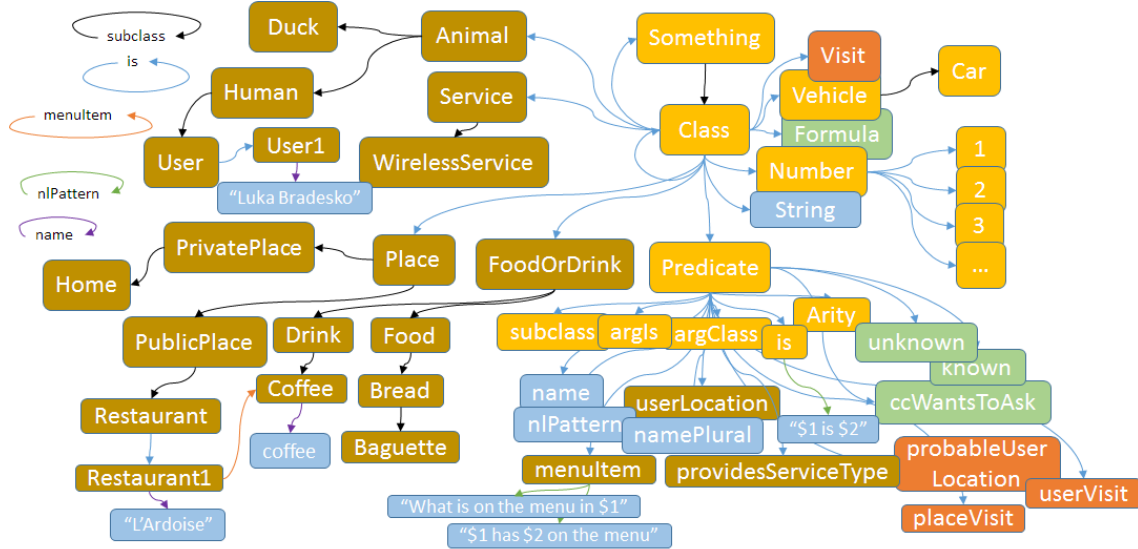 subclass
is
menuItem
nlPattern
name
Duck
Animal
Something
Visit
Car
Vehicle
Human
Service
Class
Formula
User
User1
WirelessService
Number
1
2
3
...
"Luka Bradesko"
String
PrivatePlace
Place
FoodOrDrink
Predicate
Home
PublicPlace
Drink
Food
subclass
argIs
argClass
is
Arity
unknown
known
Coffee
Bread
name
userLocation
ccWantsToAsk
Restaurant
nlPattern
namePlural
"$1 is $2"
coffee
Baguette
Restaurant1
menuItem
providesServiceType
probableUser
Location
userVisit
placeVisit
"L'Ardoise"
"What is on the menu in $1"
"$1 has $2 on the menu"